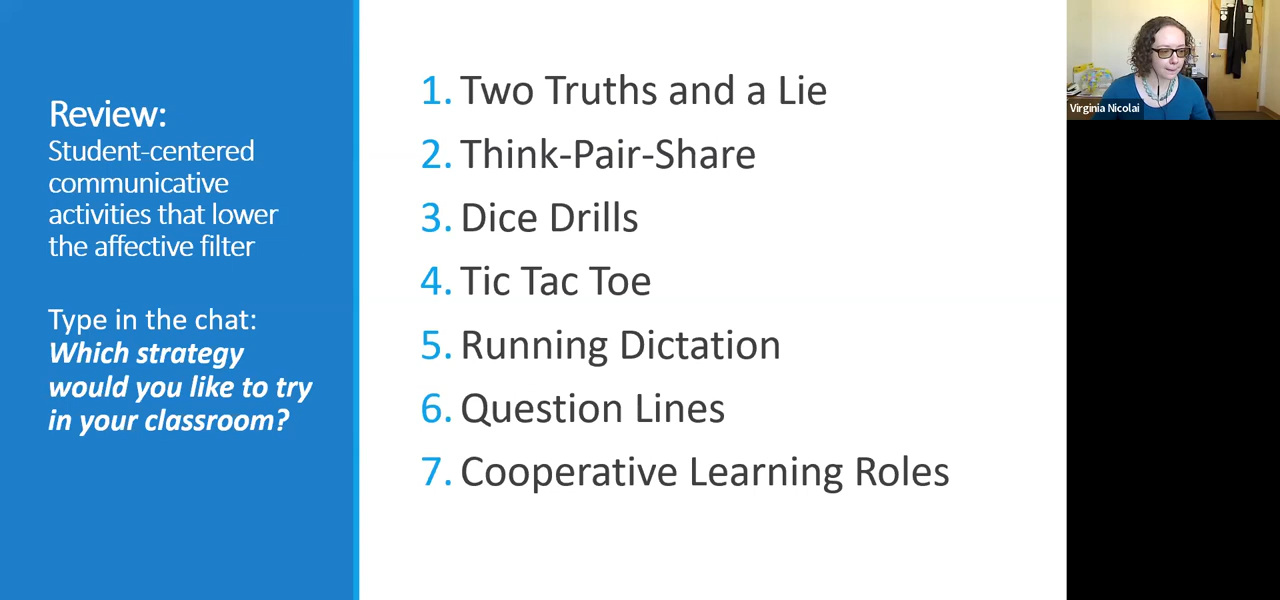 Review:
Student-centered
communicative
activities that lower
the affective filter
Type in the chat:
Which strategy
would you like to try
in your classroom?
1. Two Truths and a Lie
2. Think-Pair-Share
3. Dice Drills
4. Tic Tac Toe
5. Running Dictation
6. Question Lines
7. Cooperative Learning Roles
Virginia Nicolai